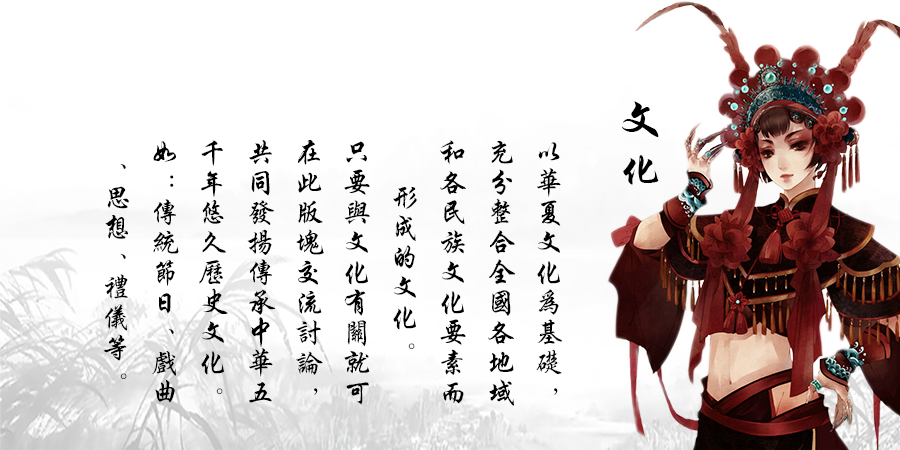 文化
以華夏文化爲基礎，
充分整合全國各地域
和各民族文化要素而
形成的文化。
只要與文化有關就可
在此版塊交流討論，
共同發揚傳承中華五
千年悠久歷史文化。
如：傳統節日、戲曲
、思想、禮儀等。